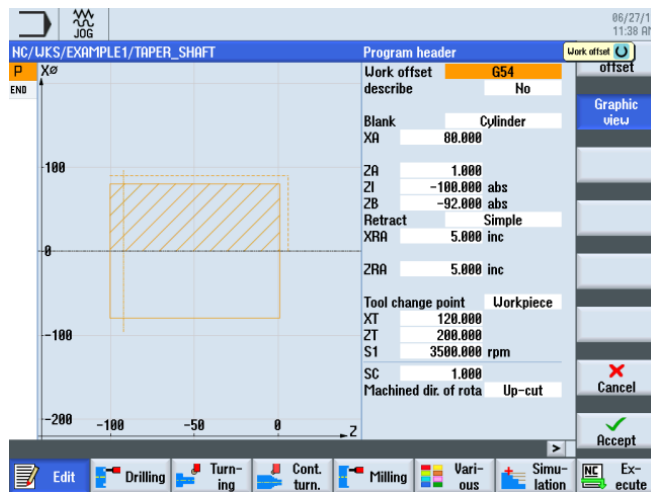 JOG
06/27/1
11:38 AM
NC/WKS/EXAMPLE1/TAPER_SHAFT
Program header
Work offset
offset
P
END
XØ
100
0
-100
-200
-100
-50
0
Z
Work offset G54
describe No
Blank Cylinder
XA 80.000
ZA 1.000
ZI -100.000 abs
ZB -92.000 abs
Retract Simple
XRA 5.000 inc
ZRA 5.000 inc
Tool change point Workpiece
XT 120.000
ZT 200.000
S1 3500.000 rpm
SC 1.000
Machined dir. of rota Up-cut
Graphic
view
Cancel
Accept
>
Edit
Drilling
Turn-
ing
Cont.
turn.
Milling
Vari-
ous
Simu-
lation
NC
Ex-
ecute